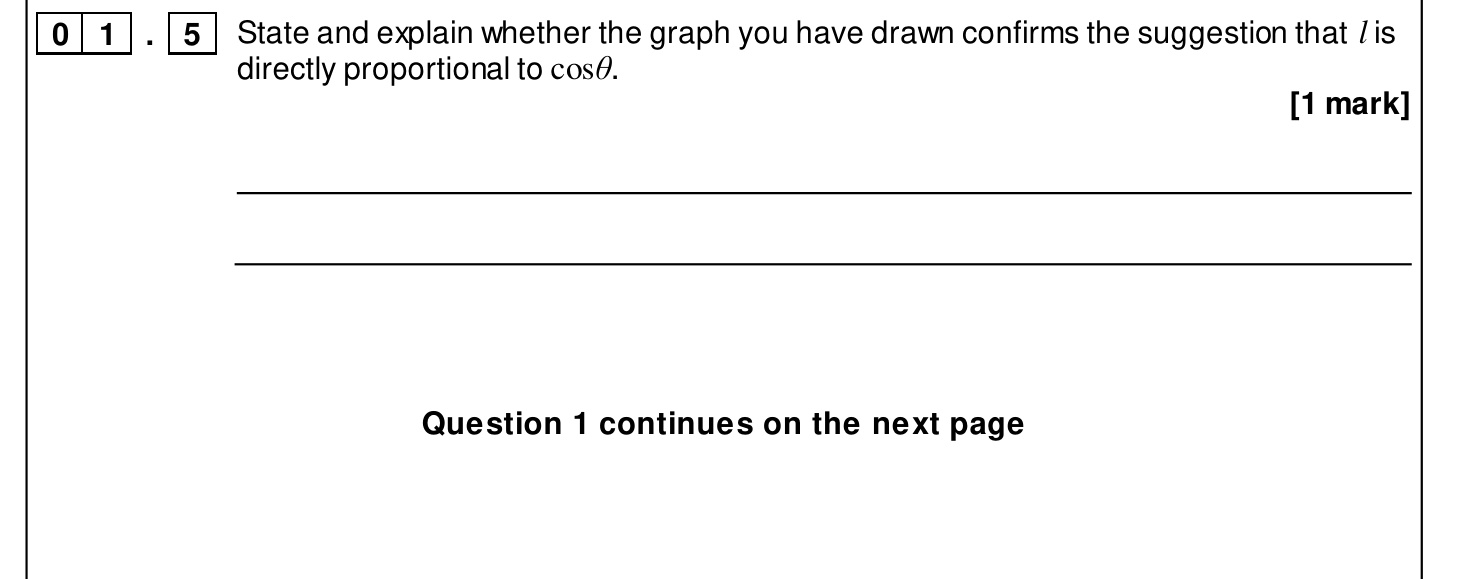 0 1 . 5 State and explain whether the graph you have drawn confirms the suggestion that l is
directly proportional to cosθ.
[1 mark]
Question 1 continues on the next page